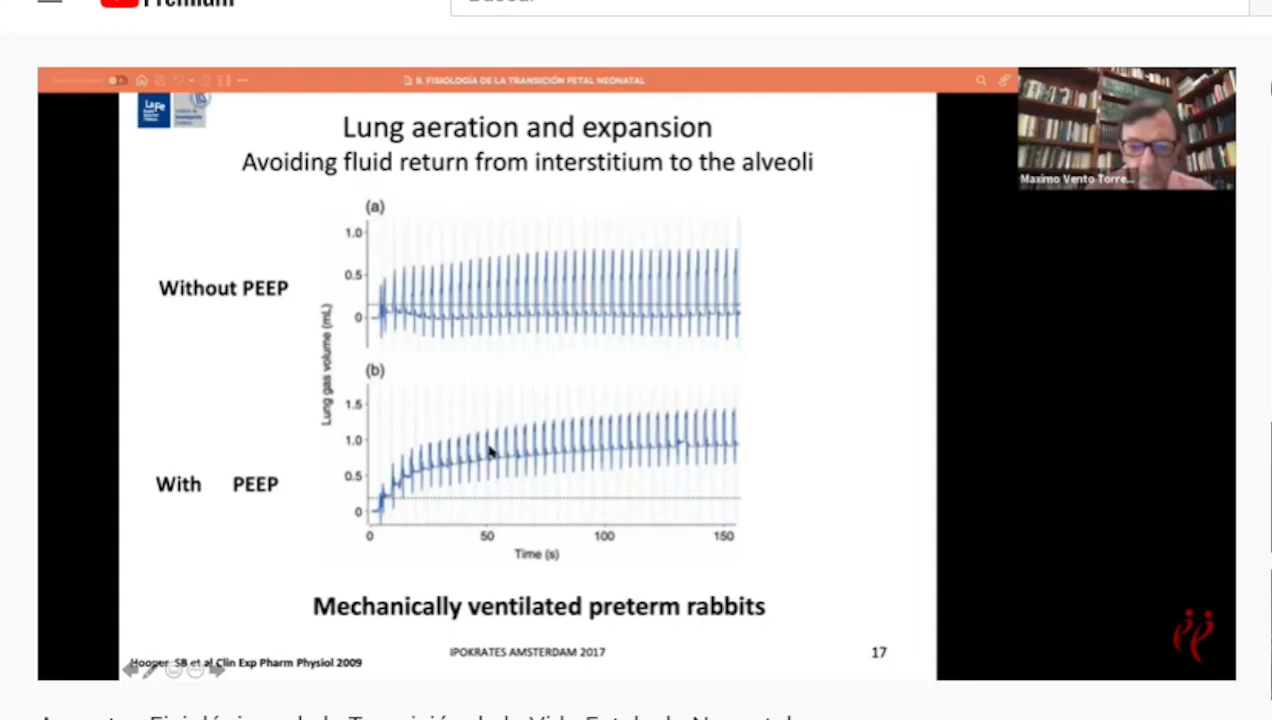 Premium
9. FISIOLOGÍA DE LA TRANSICIÓN FETAL NEONATAL
LaFe
Maximo Vento Torre...
Lung aeration and expansion
Avoiding fluid return from interstitium to the alveoli
(a)
1.0
0.5
0
Without PEEP
Lung gas volume (mL)
(b)
1.5
1.0
0.5
0
With PEEP
0 50 100 150
Time (s)
Mechanically ventilated preterm rabbits
Hooper SB et al Clin Exp Pharm Physiol 2009
IPOKRATES AMSTERDAM 2017
17